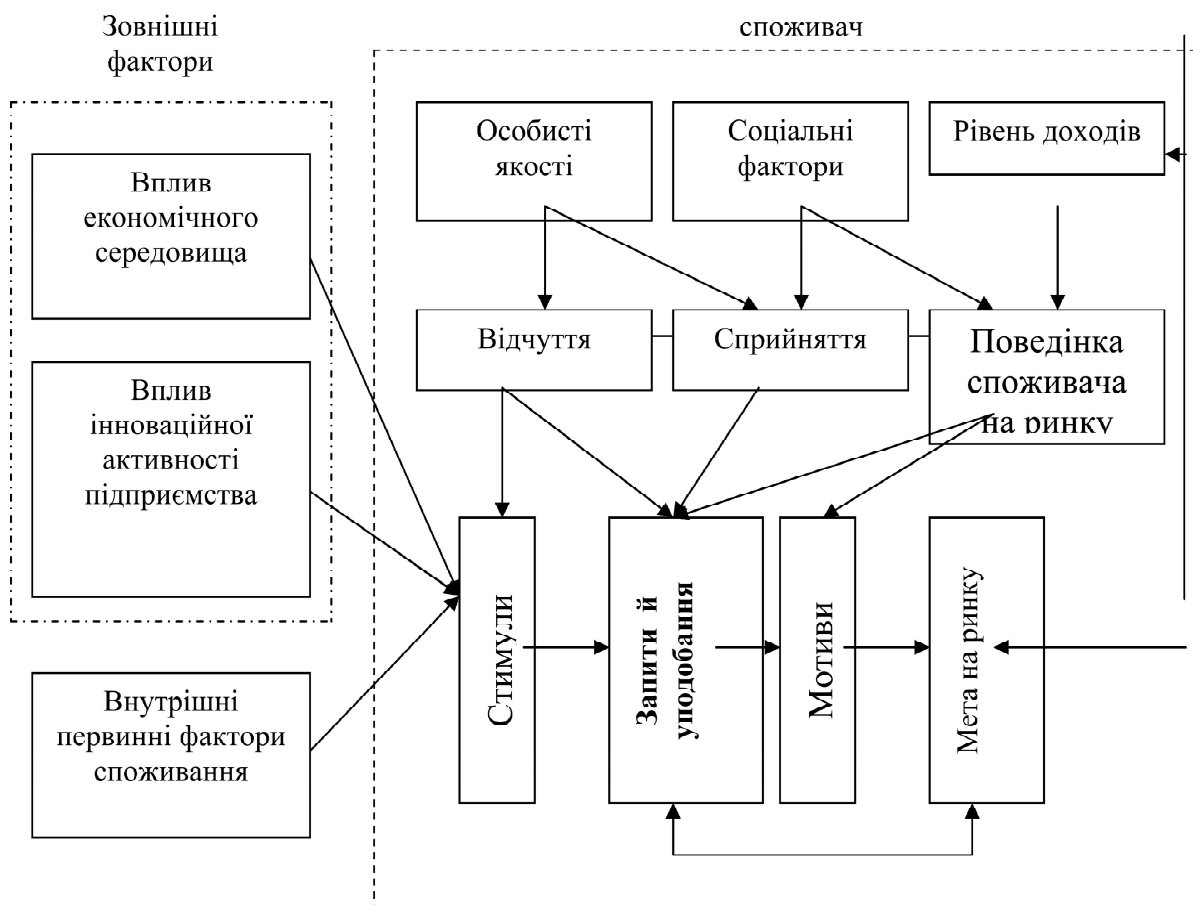 Зовнішні
фактори
споживач
Особисті
якості
Соціальні
фактори
Рівень доходів
Вплив
економічного
середовища
Відчуття
Сприйняття
Поведінка
споживача
на ринку
Вплив
інноваційної
активності
підприємства
Стимули
Запити й
уподобання
Мотиви
Мета на ринку
Внутрішні
первинні фактори
споживання